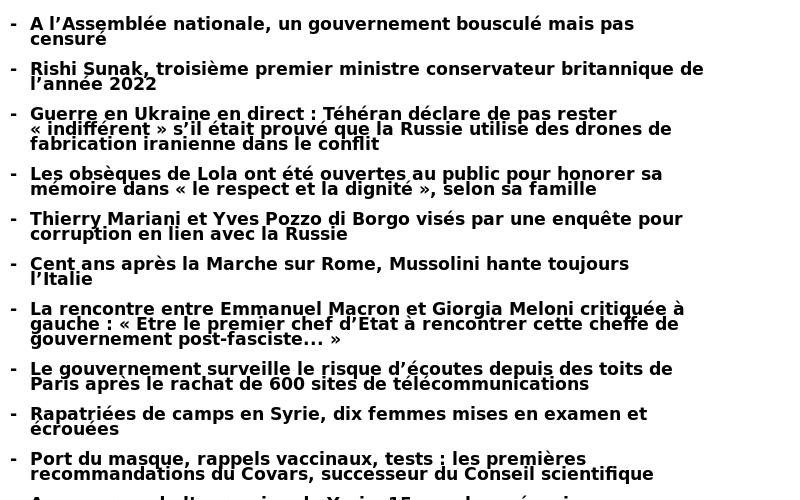 - A l’Assemblée nationale, un gouvernement bousculé mais pas
censuré
- Rishi Sunak, troisième premier ministre conservateur britannique de
l’année 2022
- Guerre en Ukraine en direct : Téhéran déclare de pas rester
« indifférent » s’il était prouvé que la Russie utilise des drones de
fabrication iranienne dans le conflit
- Les obsèques de Lola ont été ouvertes au public pour honorer sa
mémoire dans « le respect et la dignité », selon sa famille
- Thierry Mariani et Yves Pozzo di Borgo visés par une enquête pour
corruption en lien avec la Russie
- Cent ans après la Marche sur Rome, Mussolini hante toujours
l’Italie
- La rencontre entre Emmanuel Macron et Giorgia Meloni critiquée à
gauche : « Etre le premier chef d’Etat à rencontrer cette cheffe de
gouvernement post-fasciste... »
- Le gouvernement surveille le risque d’écoutes depuis des toits de
Paris après le rachat de 600 sites de télécommunications
- Rapatriées de camps en Syrie, dix femmes mises en examen et
écrouées
- Port du masque, rappels vaccinaux, tests : les premières
recommandations du Covars, successeur du Conseil scientifique